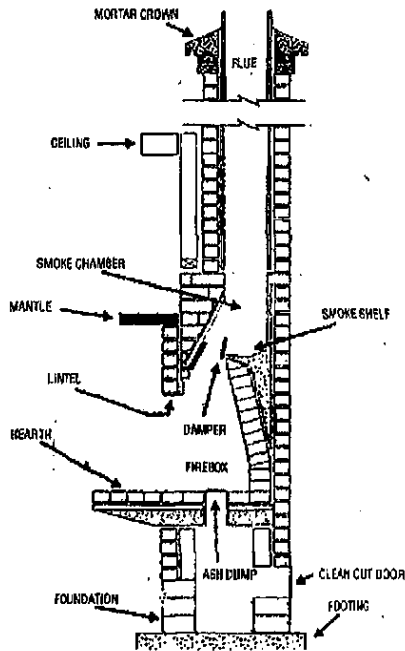 MORTAR CROWN
FLUE
CEILING
SMOKE CHAMBER
SMOKE SHELF
MANTLE
LINTEL
DAMPER
HEARTH
FIREBOX
ASH DUMP
CLEAN OUT DOOR
FOUNDATION
FOOTING